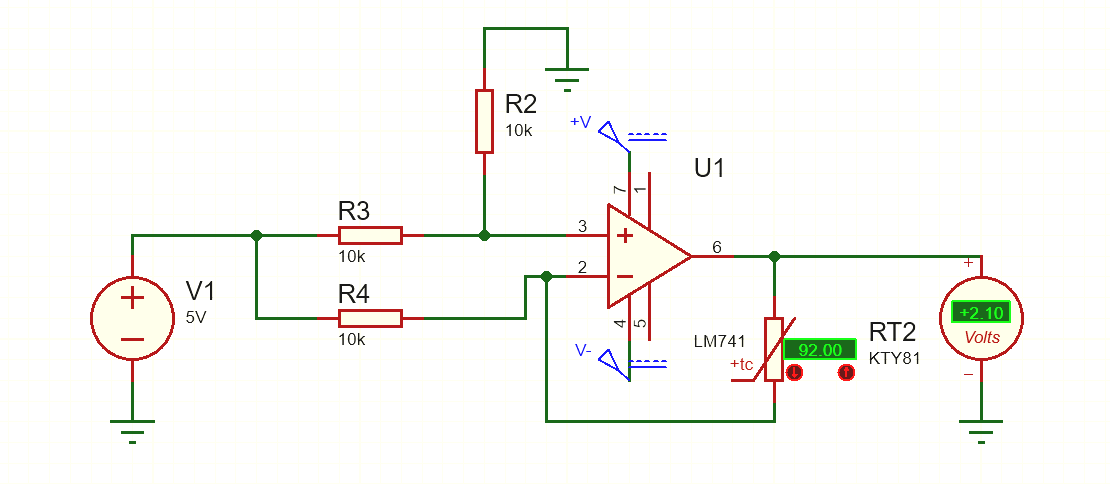 R2
10k
+V
U1
7
1
R3
10k
3
2
6
V1
5V
R4
10k
+
+2.10
Volts
−
4
5
V-
LM741
+tc
92.00
RT2
KTY81